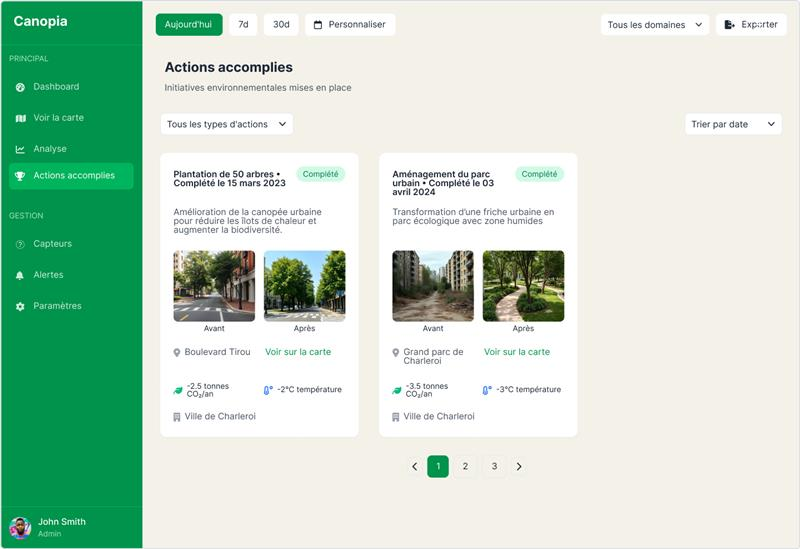 Canopia
Aujourd'hui
7d
30d
Personnaliser
Tous les domaines
Exporter
PRINCIPAL
Dashboard
Voir la carte
Analyse
Actions accomplies
GESTION
Capteurs
Alertes
Paramètres
John Smith
Admin
Actions accomplies
Initiatives environnementales mises en place
Tous les types d'actions
Trier par date
Plantation de 50 arbres •
Complété le 15 mars 2023
Complété
Amélioration de la canopée urbaine
pour réduire les îlots de chaleur et
augmenter la biodiversité.
Avant
Après
Boulevard Tirou
Voir sur la carte
-2.5 tonnes
CO₂/an
-2°C température
Ville de Charleroi
Aménagement du parc
urbain • Complété le 03
avril 2024
Complété
Transformation d'une friche urbaine en
parc écologique avec zone humides
Avant
Après
Grand parc de
Charleroi
Voir sur la carte
-3.5 tonnes
CO₂/an
-3°C température
Ville de Charleroi
1
2
3